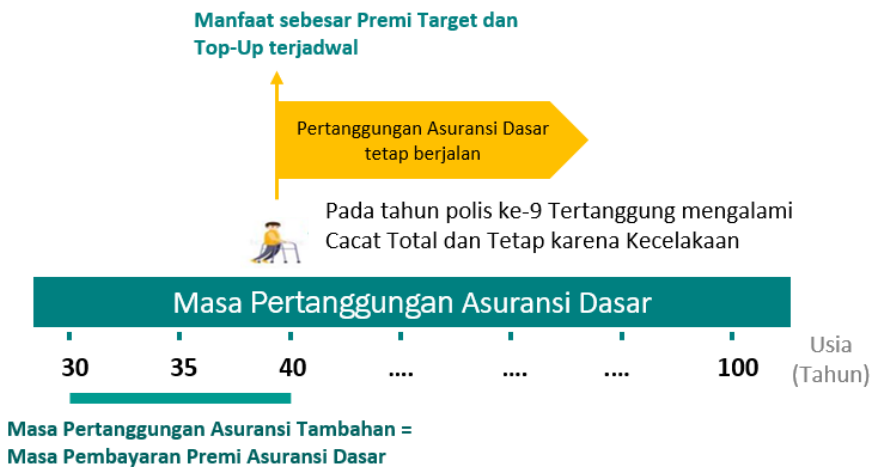 Manfaat sebesar Premi Target dan
Top-Up terjadwal
Pertanggungan Asuransi Dasar
tetap berjalan
Pada tahun polis ke-9 Tertanggung mengalami
Cacat Total dan Tetap karena Kecelakaan
Masa Pertanggungan Asuransi Dasar
30 35 40 .... .... .... 100
Usia
(Tahun)
Masa Pertanggungan Asuransi Tambahan =
Masa Pembayaran Premi Asuransi Dasar